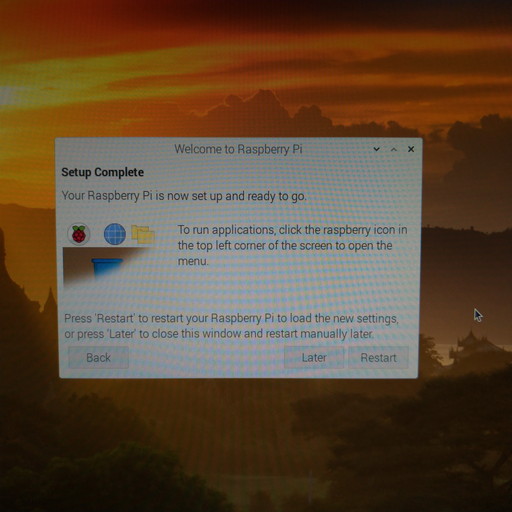 Welcome to Raspberry Pi
Setup Complete
Your Raspberry Pi is now set up and ready to go.
To run applications, click the raspberry icon in
the top left corner of the screen to open the
menu.
Press 'Restart' to restart your Raspberry Pi to load the new settings,
or press 'Later' to close this window and restart manually later.
Back Later Restart